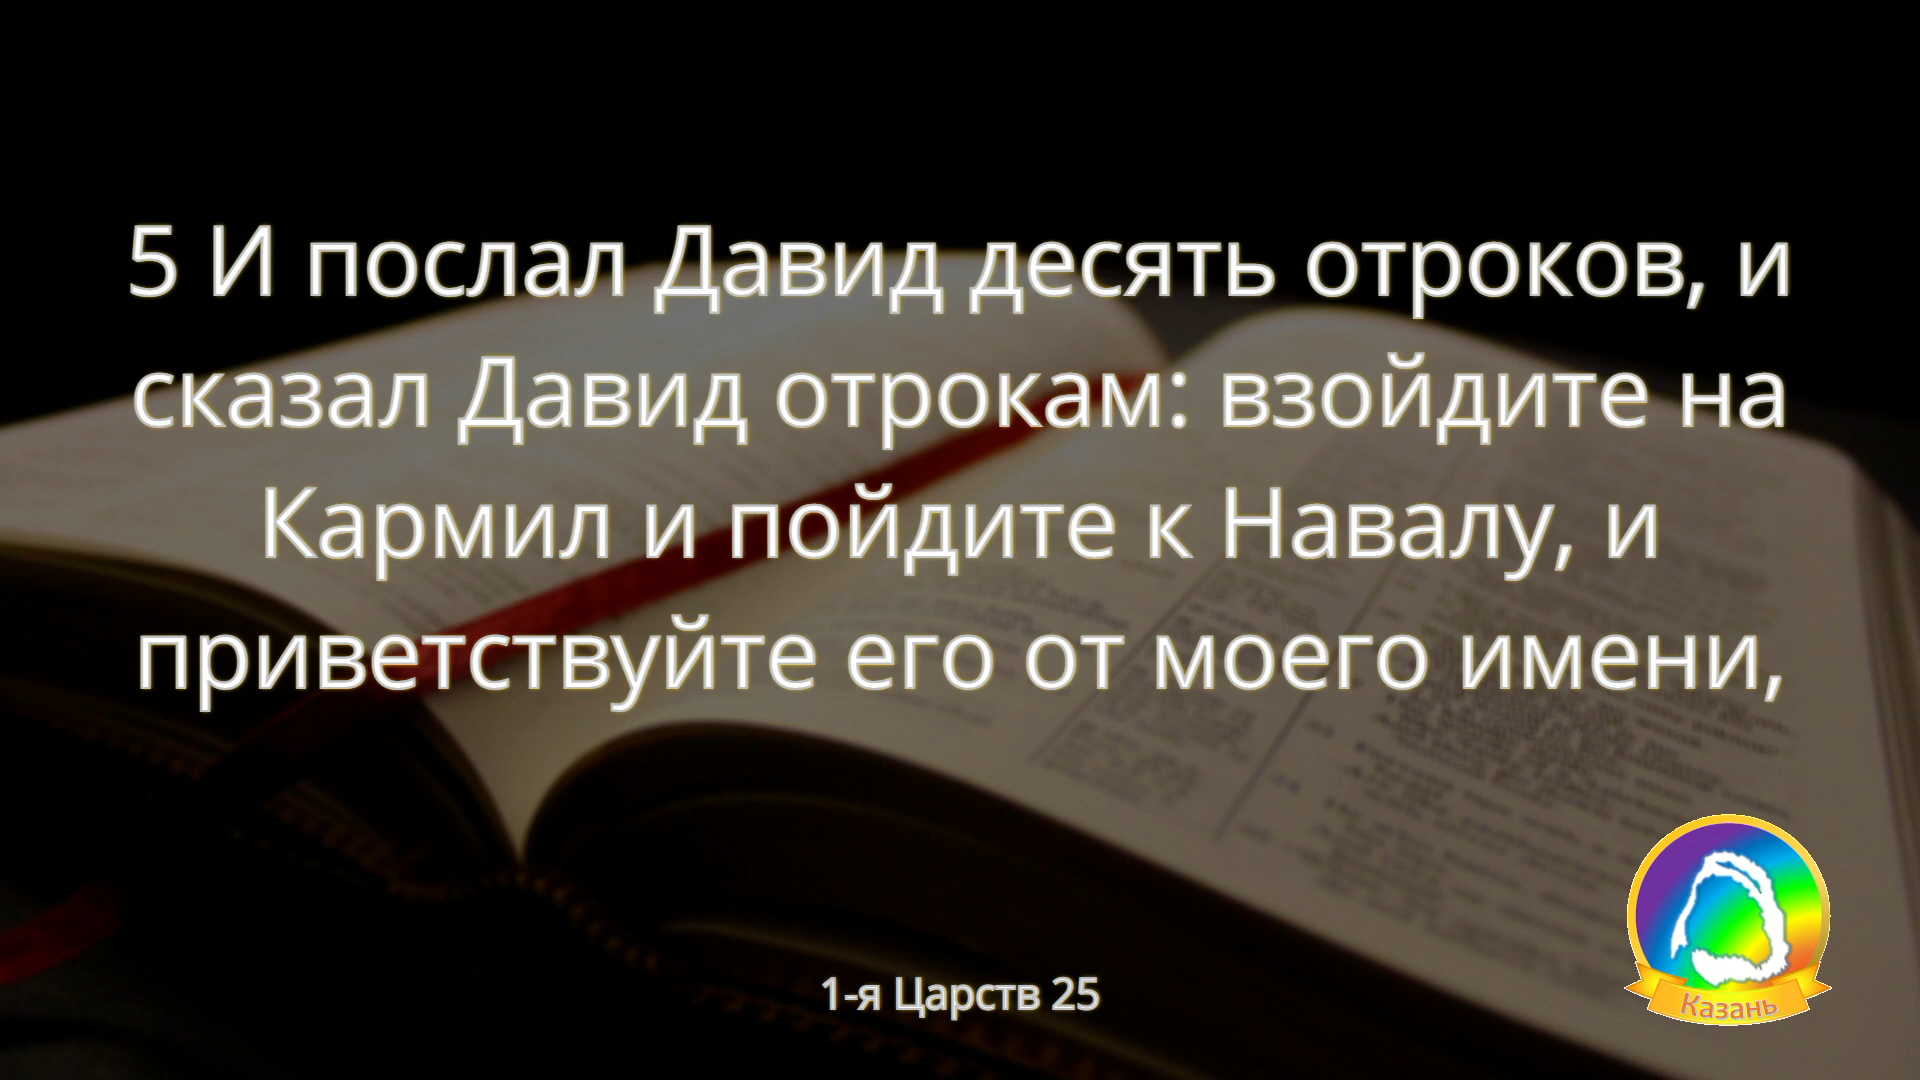 5 И послал Давид десять отроков, и
сказал Давид отрокам: взойдите на
Кармил и пойдите к Навалу, и
приветствуйте его от моего имени,
1-я Царств 25
Казань